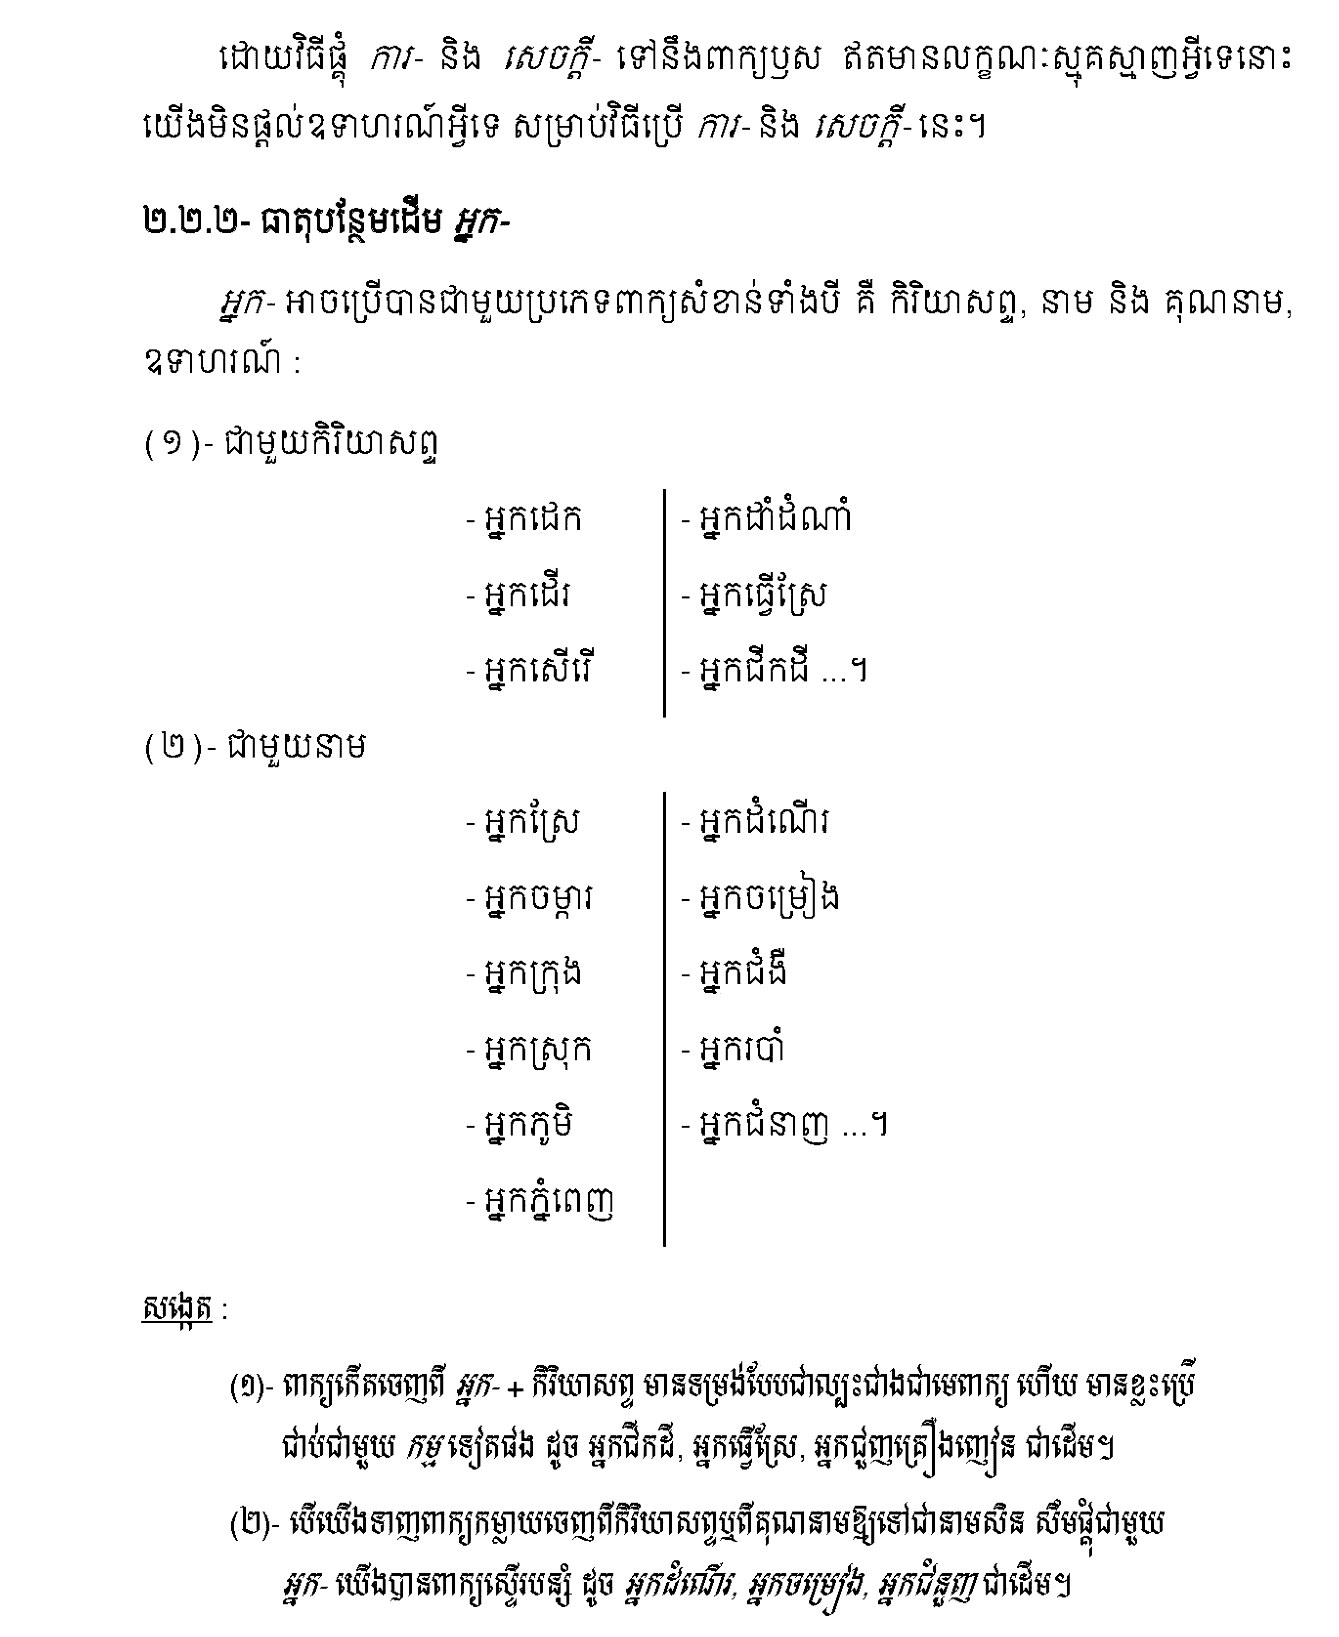 ដោយវិធីផ្គុំ ការ- និង សេចក្ដី- ទៅនឹងពាក្យឫស ឥតមានលក្ខណៈស្មុគស្មាញអ្វីទេនោះ
យើងមិនផ្ដល់ឧទាហរណ៍អ្វីទេ សម្រាប់វិធីប្រើ ការ- និង សេចក្ដី- នេះ។
២.២.២- ធាតុបន្ថែមដើម អ្នក-
អ្នក- អាចប្រើបានជាមួយប្រភេទពាក្យសំខាន់ទាំងបី គឺ កិរិយាសព្ទ, នាម និង គុណនាម,
ឧទាហរណ៍ :
(១)- ជាមួយកិរិយាសព្ទ
- អ្នកដេក - អ្នកដាំដំណាំ
- អ្នកដើរ - អ្នកធ្វើស្រែ
- អ្នកសើរើ - អ្នកជីកដី ...។
(២)- ជាមួយនាម
- អ្នកស្រែ - អ្នកដំណើរ
- អ្នកចម្ការ - អ្នកចម្រៀង
- អ្នកក្រុង - អ្នកជំងឺ
- អ្នកស្រុក - អ្នករបាំ
- អ្នកភូមិ - អ្នកជំនាញ ...។
- អ្នកភ្នំពេញ
សង្កេត :
(១)- ពាក្យកើតចេញពី អ្នក- + កិរិយាសព្ទ មានទម្រង់បែបជាល្បះជាងជាមេពាក្យ ហើយ មានខ្លះប្រើ
ជាប់ជាមួយ កម្ម ទៀតផង ដូច អ្នកជីកដី, អ្នកធ្វើស្រែ, អ្នកជួញគ្រឿងញៀន ជាដើម។
(២)- បើយើងទាញពាក្យកម្លាយចេញពីកិរិយាសព្ទឬពីគុណនាមឱ្យទៅជានាមសិន សឹមផ្គុំជាមួយ
អ្នក- យើងបានពាក្យស្ទើរបន្សំ ដូច អ្នកដំណើរ, អ្នកចម្រៀង, អ្នកជំនួញ ជាដើម។